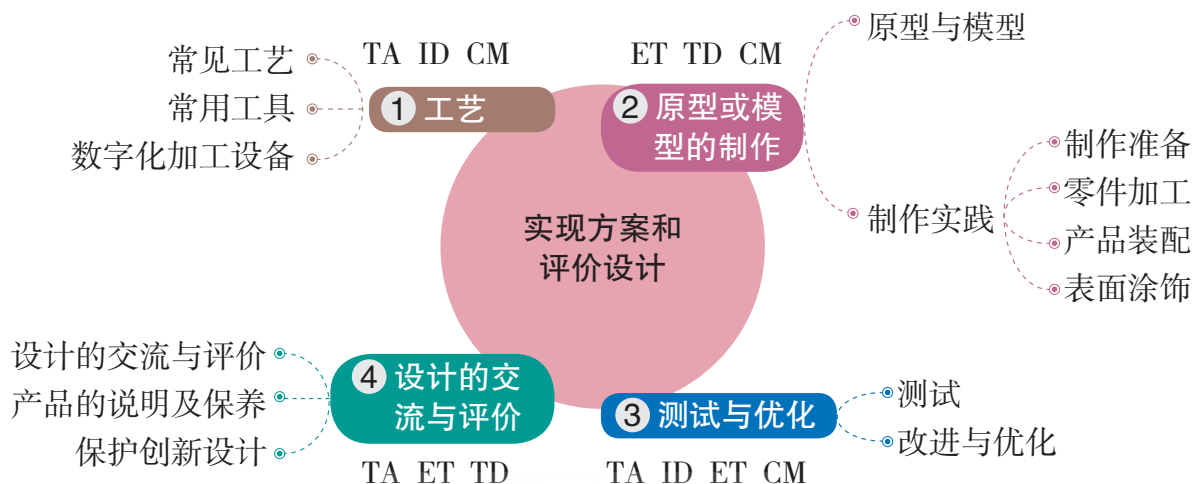 TA ID CM
① 工艺
常见工艺
常用工具
数字化加工设备
ET TD CM
② 原型或模
型的制作
原型与模型
制作实践
制作准备
零件加工
产品装配
表面涂饰
实现方案和
评价设计
③ 测试与优化
测试
改进与优化
TA ID ET CM
④ 设计的交
流与评价
设计的交流与评价
产品的说明及保养
保护创新设计
TA ET TD